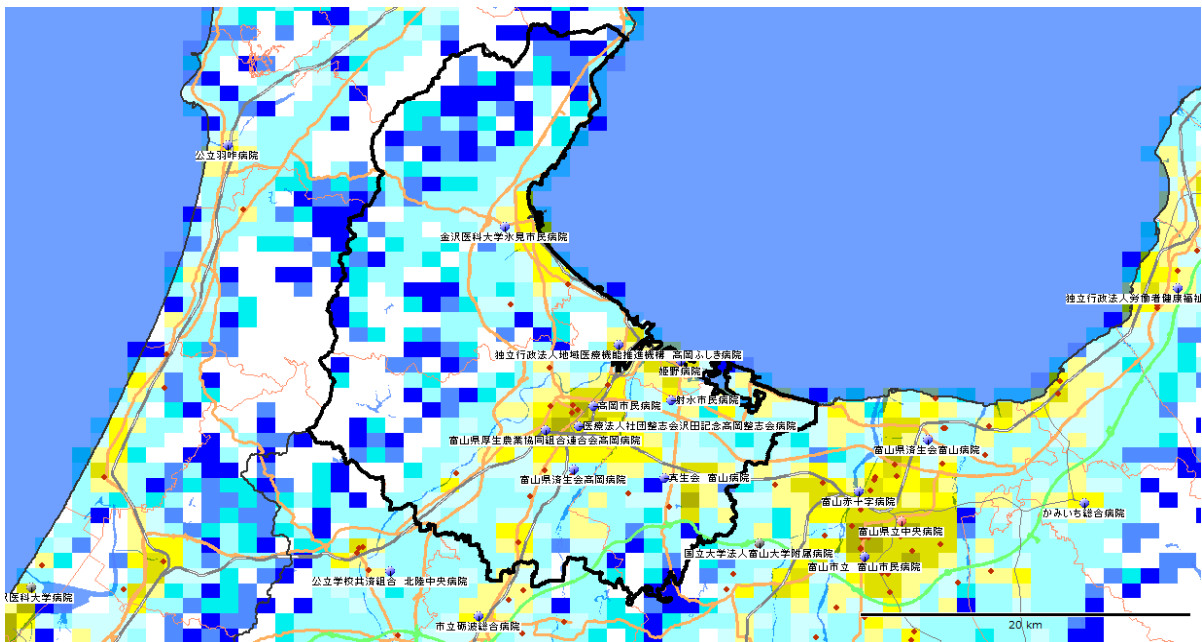 公立羽咋病院
金沢医科大学氷見市民病院
独立行政法人労働者健康福祉
独立行政法人地域医療機能推進機構 高岡ふしき病院
姫野病院
射水市民病院
高岡市民病院
医療法人社団整志会沢田記念高岡整志会病院
富山県厚生農業協同組合連合会高岡病院
富山県済生会富山病院
富山県済生会高岡病院
真生会 富山病院
富山赤十字病院
かみいち総合病院
富山県立中央病院
国立大学法人富山大学附属病院
富山市立 富山市民病院
公立学校共済組合 北陸中央病院
沢医科大学病院
市立砺波総合病院
20 km